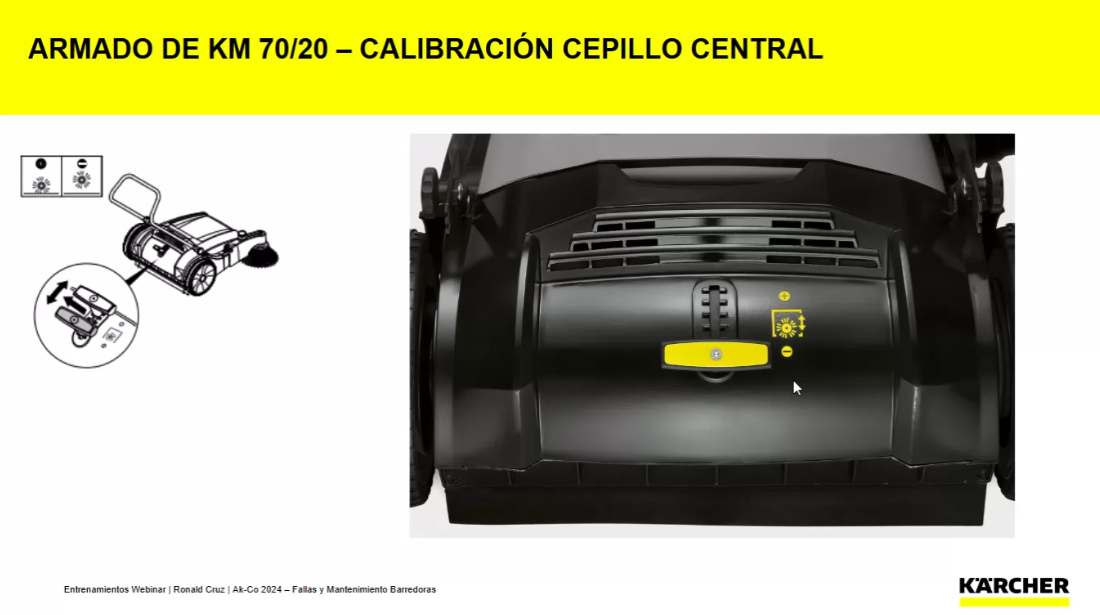 ARMADO DE KM 70/20 – CALIBRACIÓN CEPILLO CENTRAL
Entrenamientos Webinar | Ronald Cruz | Ak-Co 2024 – Fallas y Mantenimiento Barredoras
KÄRCHER